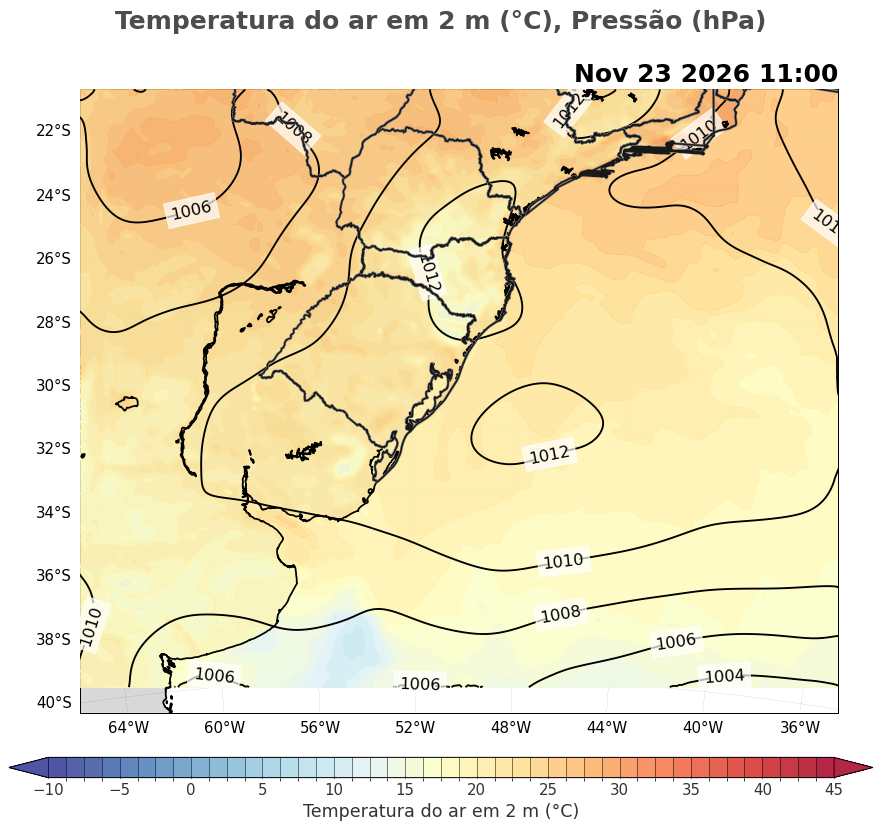 Temperatura do ar em 2 m (°C), Pressão (hPa)
Nov 23 2026 11:00
1008
1012
1010
22°S
24°S
1006
101
26°S
1012
28°S
30°S
32°S
1012
34°S
1010
36°S
1008
1010
1006
38°S
1006
1006
1004
40°S
64°W 60°W 56°W 52°W 48°W 44°W 40°W 36°W
−10 −5 0 5 10 15 20 25 30 35 40 45
Temperatura do ar em 2 m (°C)